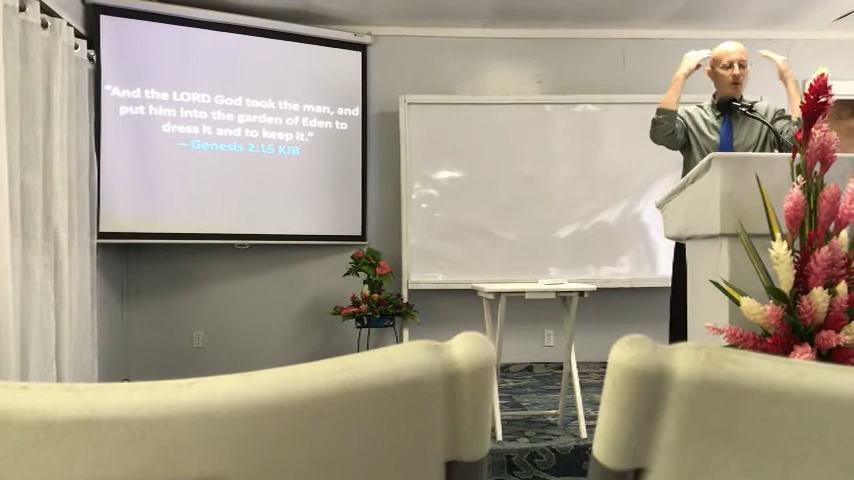 "And the LORD God took the man, and
put him into the garden of Eden to
dress it and to keep it."
— Genesis 2:15 KJB